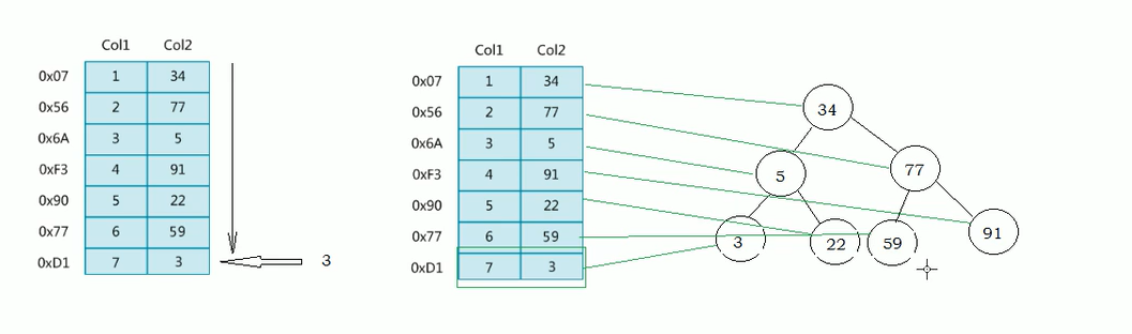 Col1 Col2
0x07 1 34
0x56 2 77
0x6A 3 5
0xF3 4 91
0x90 5 22
0x77 6 59
0xD1 7 3
3
Col1 Col2
0x07 1 34
0x56 2 77
0x6A 3 5
0xF3 4 91
0x90 5 22
0x77 6 59
0xD1 7 3
34
5 77
3 22 59 91